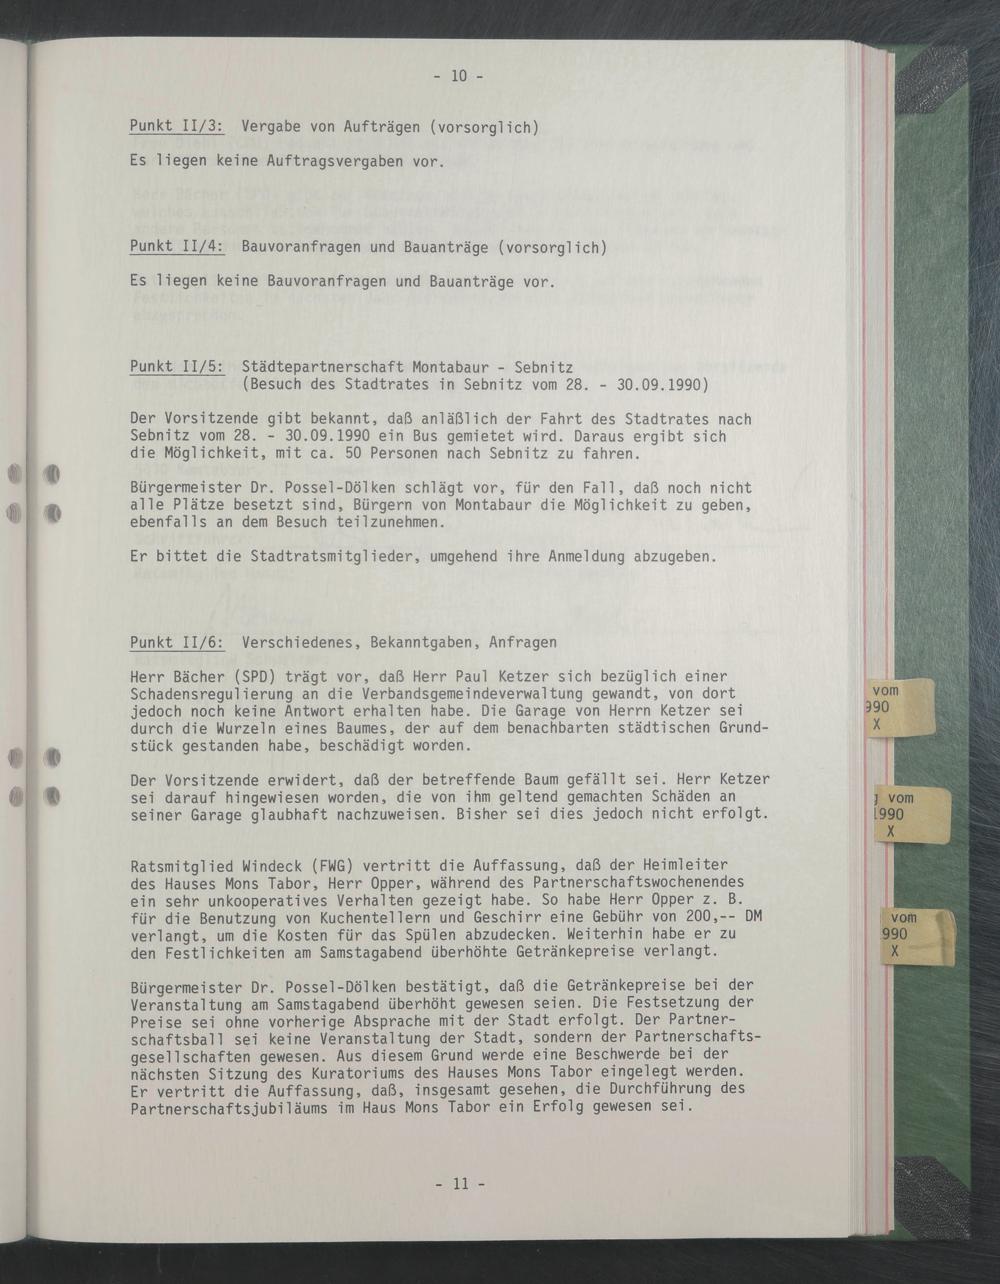 - 10 -
Punkt II/3: Vergabe von Aufträgen (vorsorglich)
Es liegen keine Auftragsvergaben vor.
Punkt II/4: Bauvoranfragen und Bauanträge (vorsorglich)
Es liegen keine Bauvoranfragen und Bauanträge vor.
Punkt II/5: Städtepartnerschaft Montabaur - Sebnitz
(Besuch des Stadtrates in Sebnitz vom 28. - 30.09.1990)
Der Vorsitzende gibt bekannt, daß anläßlich der Fahrt des Stadtrates nach
Sebnitz vom 28. - 30.09.1990 ein Bus gemietet wird. Daraus ergibt sich
die Möglichkeit, mit ca. 50 Personen nach Sebnitz zu fahren.
Bürgermeister Dr. Possel-Dölken schlägt vor, für den Fall, daß noch nicht
alle Plätze besetzt sind, Bürgern von Montabaur die Möglichkeit zu geben,
ebenfalls an dem Besuch teilzunehmen.
Er bittet die Stadtratsmitglieder, umgehend ihre Anmeldung abzugeben.
Punkt II/6: Verschiedenes, Bekanntgaben, Anfragen
Herr Bächer (SPD) trägt vor, daß Herr Paul Ketzer sich bezüglich einer
Schadensregulierung an die Verbandsgemeindeverwaltung gewandt, von dort
jedoch noch keine Antwort erhalten habe. Die Garage von Herrn Ketzer sei
durch die Wurzeln eines Baumes, der auf dem benachbarten städtischen Grund-
stück gestanden habe, beschädigt worden.
Der Vorsitzende erwidert, daß der betreffende Baum gefällt sei. Herr Ketzer
sei darauf hingewiesen worden, die von ihm geltend gemachten Schäden an
seiner Garage glaubhaft nachzuweisen. Bisher sei dies jedoch nicht erfolgt.
Ratsmitglied Windeck (FWG) vertritt die Auffassung, daß der Heimleiter
des Hauses Mons Tabor, Herr Opper, während des Partnerschaftswochenendes
ein sehr unkooperatives Verhalten gezeigt habe. So habe Herr Opper z. B.
für die Benutzung von Kuchentellern und Geschirr eine Gebühr von 200,-- DM
verlangt, um die Kosten für das Spülen abzudecken. Weiterhin habe er zu
den Festlichkeiten am Samstagabend überhöhte Getränkepreise verlangt.
Bürgermeister Dr. Possel-Dölken bestätigt, daß die Getränkepreise bei der
Veranstaltung am Samstagabend überhöht gewesen seien. Die Festsetzung der
Preise sei ohne vorherige Absprache mit der Stadt erfolgt. Der Partner-
schaftsball sei keine Veranstaltung der Stadt, sondern der Partnerschafts-
gesellschaften gewesen. Aus diesem Grund werde eine Beschwerde bei der
nächsten Sitzung des Kuratoriums des Hauses Mons Tabor eingelegt werden.
Er vertritt die Auffassung, daß, insgesamt gesehen, die Durchführung des
Partnerschaftsjubiläums im Haus Mons Tabor ein Erfolg gewesen sei.
- 11 -
vom
990
X
vom
1990
X
vom
990
X